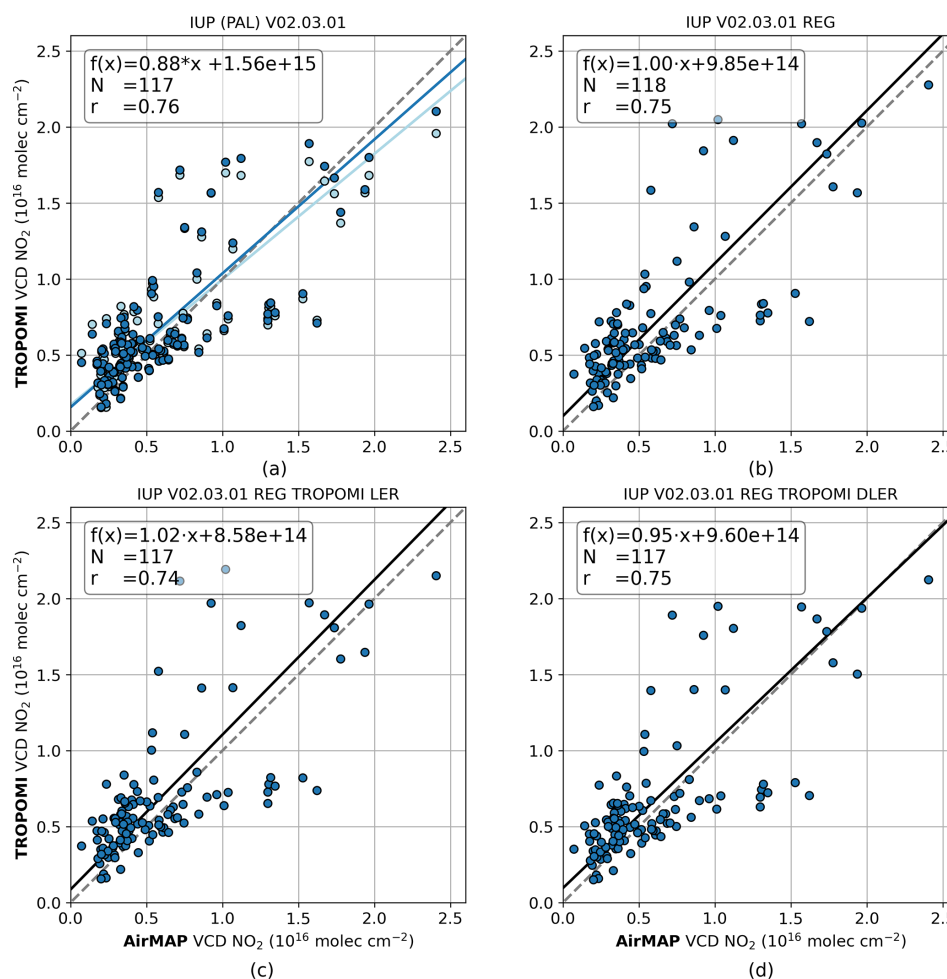 IUP (PAL) V02.03.01
f(x)=0.88*x +1.56e+15
N =117
r =0.76
TROPOMI VCD NO₂ (10¹⁶ molec cm⁻²)
2.5
2.0
1.5
1.0
0.5
0.0
0.0 0.5 1.0 1.5 2.0 2.5
(a)
IUP V02.03.01 REG
f(x)=1.00·x+9.85e+14
N =118
r =0.75
2.5
2.0
1.5
1.0
0.5
0.0
0.0 0.5 1.0 1.5 2.0 2.
(b)
IUP V02.03.01 REG TROPOMI LER
f(x)=1.02·x+8.58e+14
N =117
r =0.74
TROPOMI VCD NO₂ (10¹⁶ molec cm⁻²)
2.5
2.0
1.5
1.0
0.5
0.0
0.0 0.5 1.0 1.5 2.0 2.5
AirMAP VCD NO₂ (10¹⁶ molec cm⁻²)
(c)
IUP V02.03.01 REG TROPOMI DLER
f(x)=0.95·x+9.60e+14
N =117
r =0.75
2.5
2.0
1.5
1.0
0.5
0.0
0.0 0.5 1.0 1.5 2.0 2.
AirMAP VCD NO₂ (10¹⁶ molec cm⁻²)
(d)